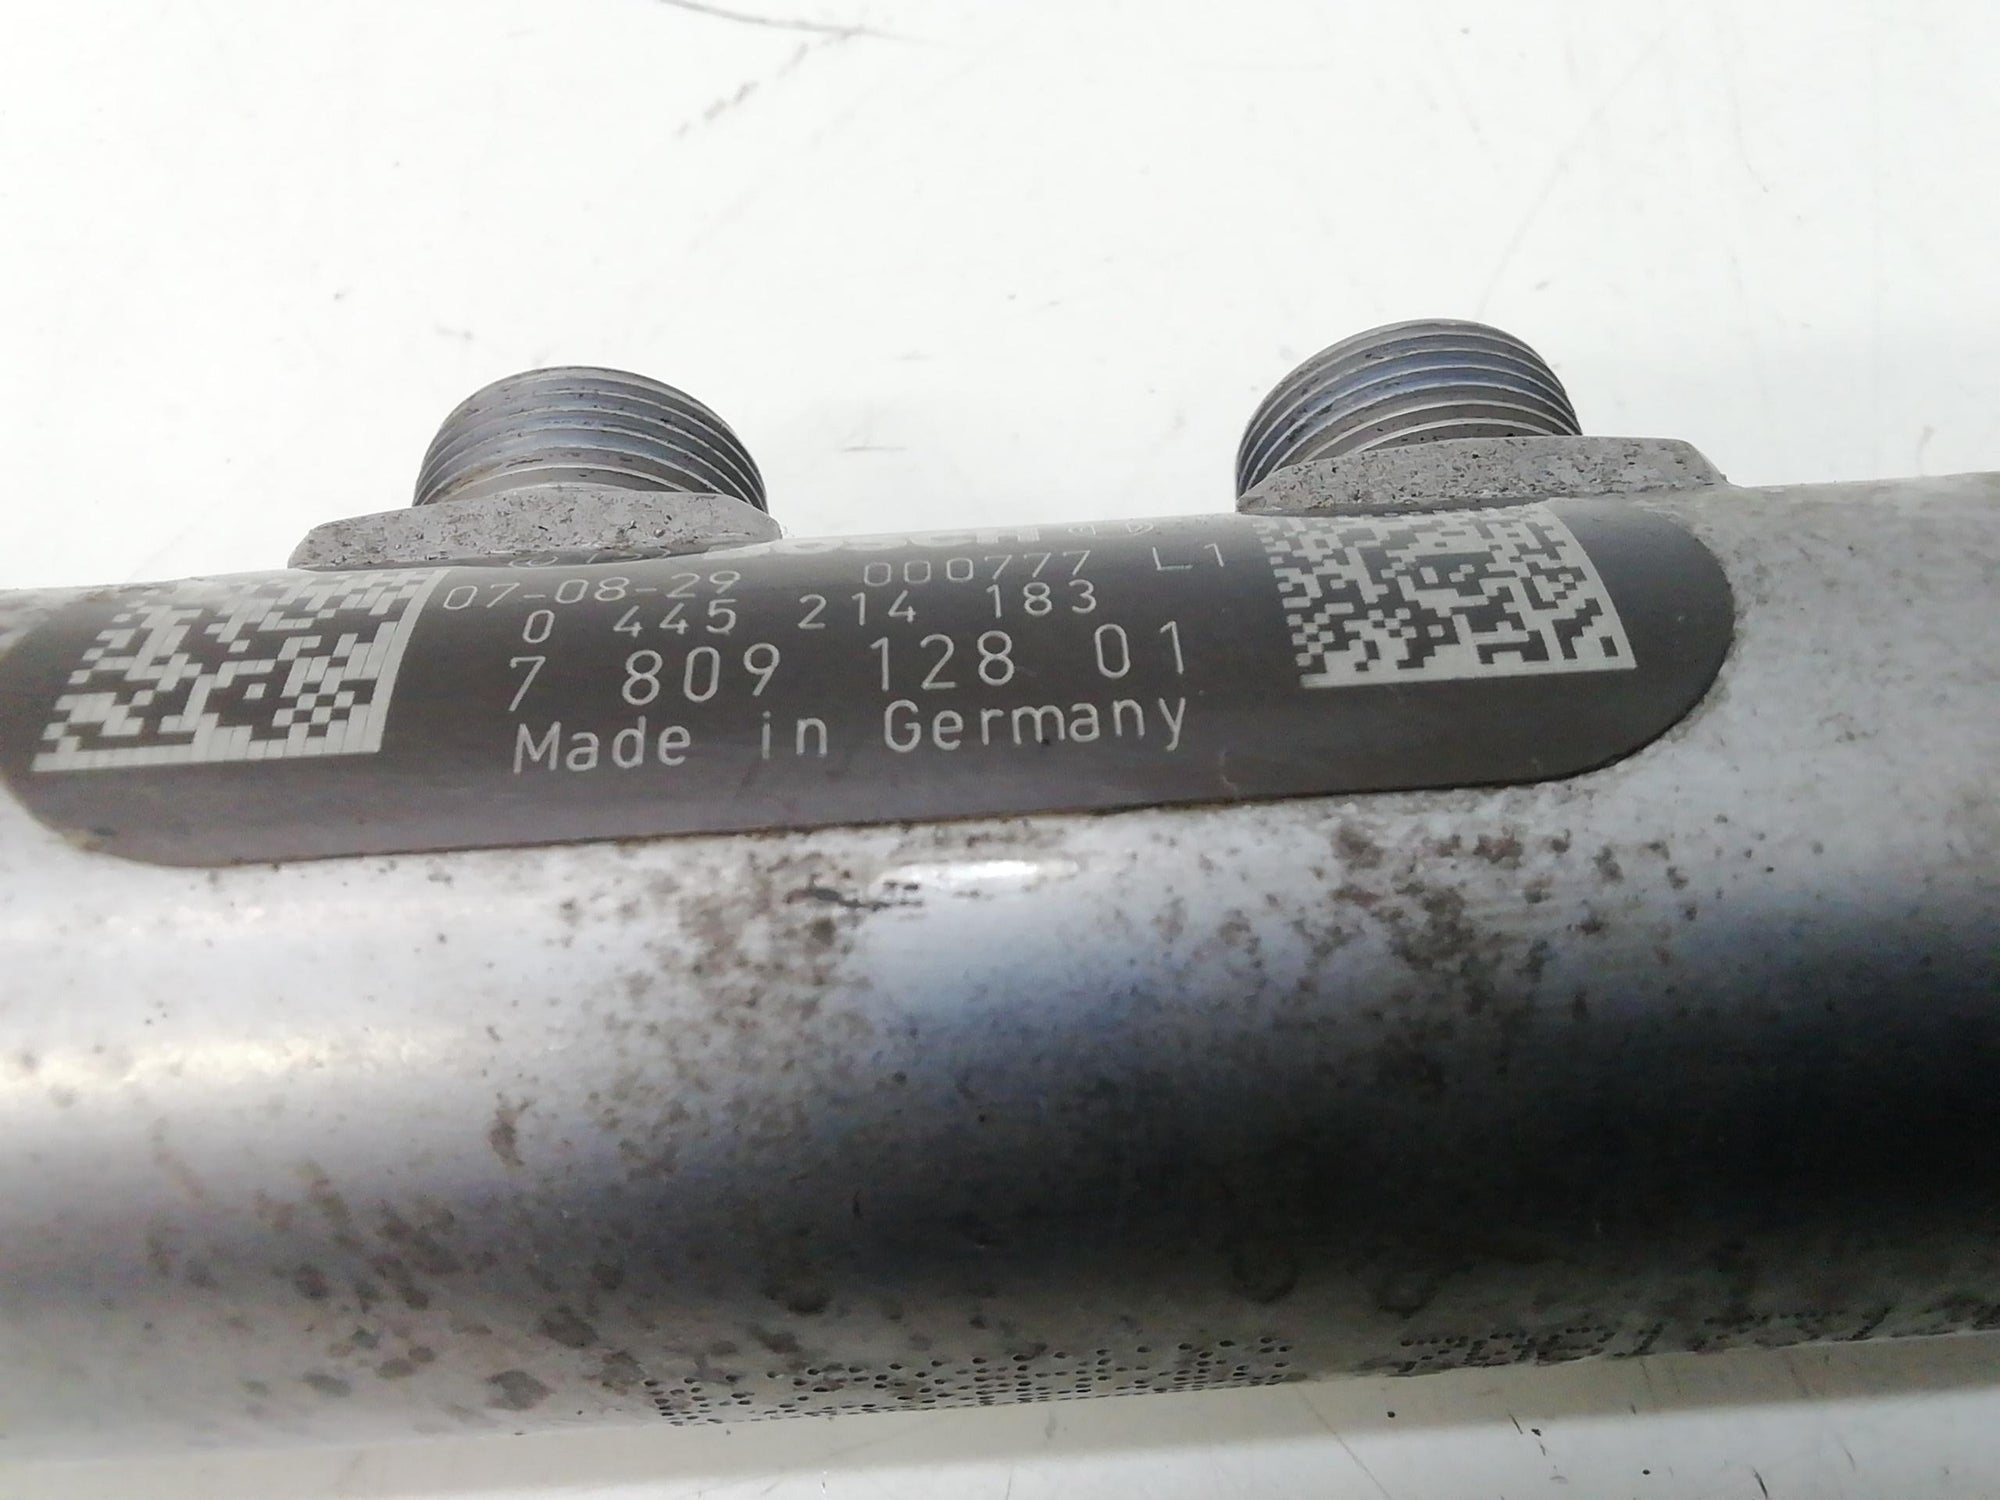 BOSCH
07-08-29 000777 L1
0 445 214 183
7 809 128 01
Made in Germany